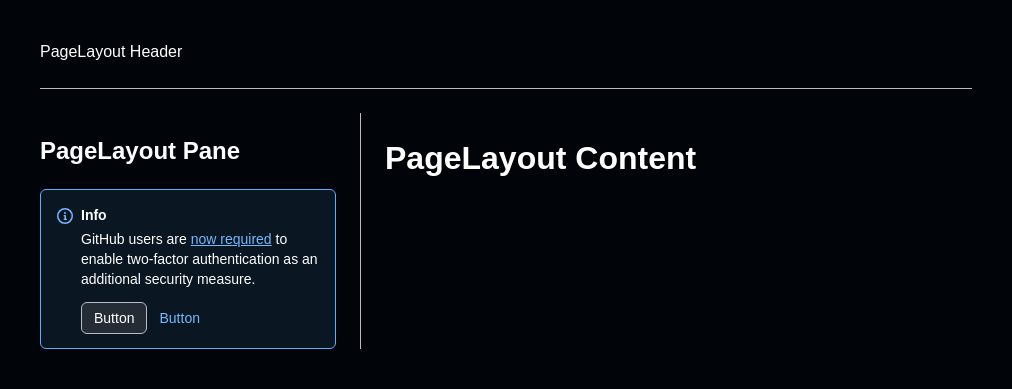 PageLayout Header
PageLayout Pane
PageLayout Content
Info
GitHub users are now required to
enable two-factor authentication as an
additional security measure.
Button Button